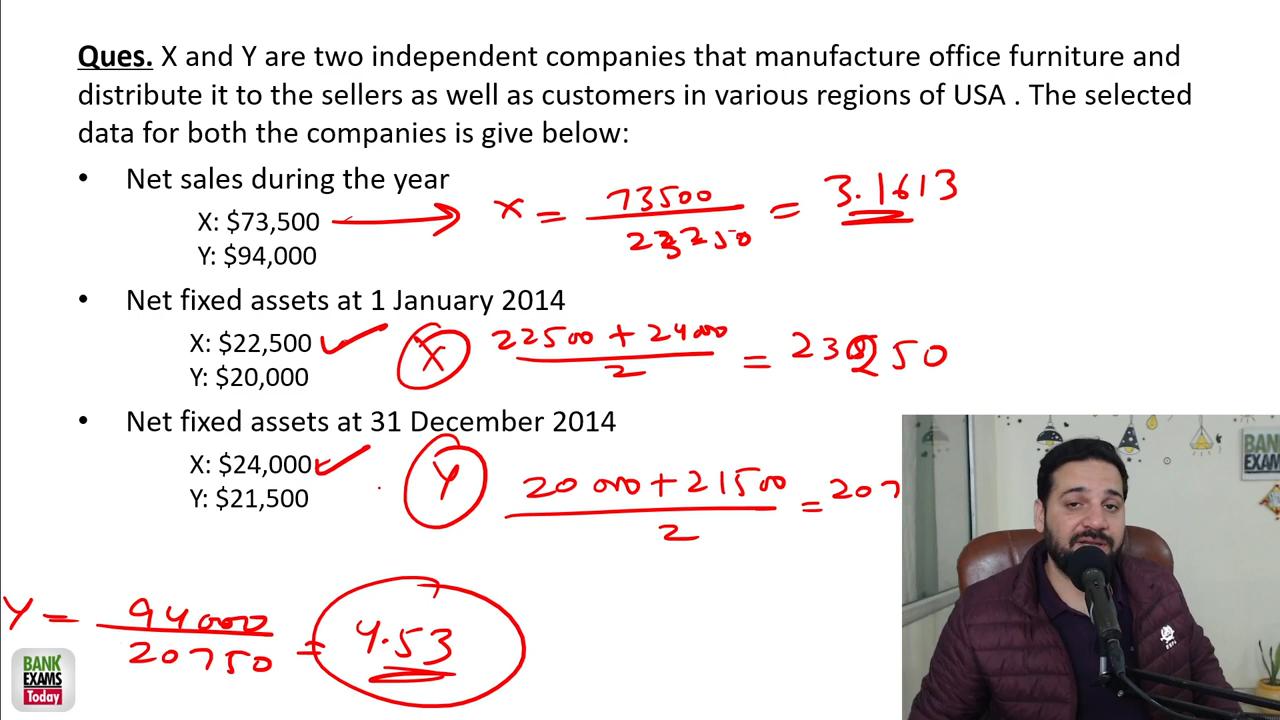 Ques. X and Y are two independent companies that manufacture office furniture and
distribute it to the sellers as well as customers in various regions of USA . The selected
data for both the companies is give below:
• Net sales during the year
X: $73,500
Y: $94,000
X = 73500 / 23250 = 3.1613
• Net fixed assets at 1 January 2014
X: $22,500
Y: $20,000
X 22500 + 24000 / 2 = 23250
• Net fixed assets at 31 December 2014
X: $24,000
Y: $21,500
Y 20000 + 21500 / 2 = 207
Y = 94000 / 20750 = 4.53
BANK
EXAMS
Today
BANK
EXAM